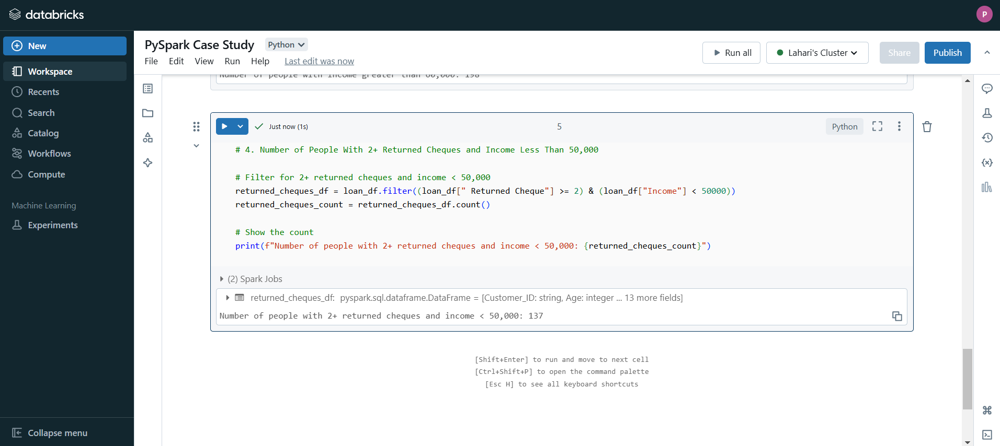 databricks
P
New
Workspace
Recents
Search
Catalog
Workflows
Compute
Machine Learning
Experiments
Collapse menu
PySpark Case Study Python
File Edit View Run Help Last edit was now
Run all
Lahari's Cluster
Share
Publish
Number of people with income greater than 60,000: 198
Just now (1s)
5
Python
# 4. Number of People With 2+ Returned Cheques and Income Less Than 50,000
# Filter for 2+ returned cheques and income < 50,000
returned_cheques_df = loan_df.filter((loan_df[" Returned Cheque"] >= 2) & (loan_df["Income"] < 50000))
returned_cheques_count = returned_cheques_df.count()
# Show the count
print(f"Number of people with 2+ returned cheques and income < 50,000: {returned_cheques_count}")
(2) Spark Jobs
returned_cheques_df: pyspark.sql.dataframe.DataFrame = [Customer_ID: string, Age: integer ... 13 more fields]
Number of people with 2+ returned cheques and income < 50,000: 137
[Shift+Enter] to run and move to next cell
[Ctrl+Shift+P] to open the command palette
[Esc H] to see all keyboard shortcuts